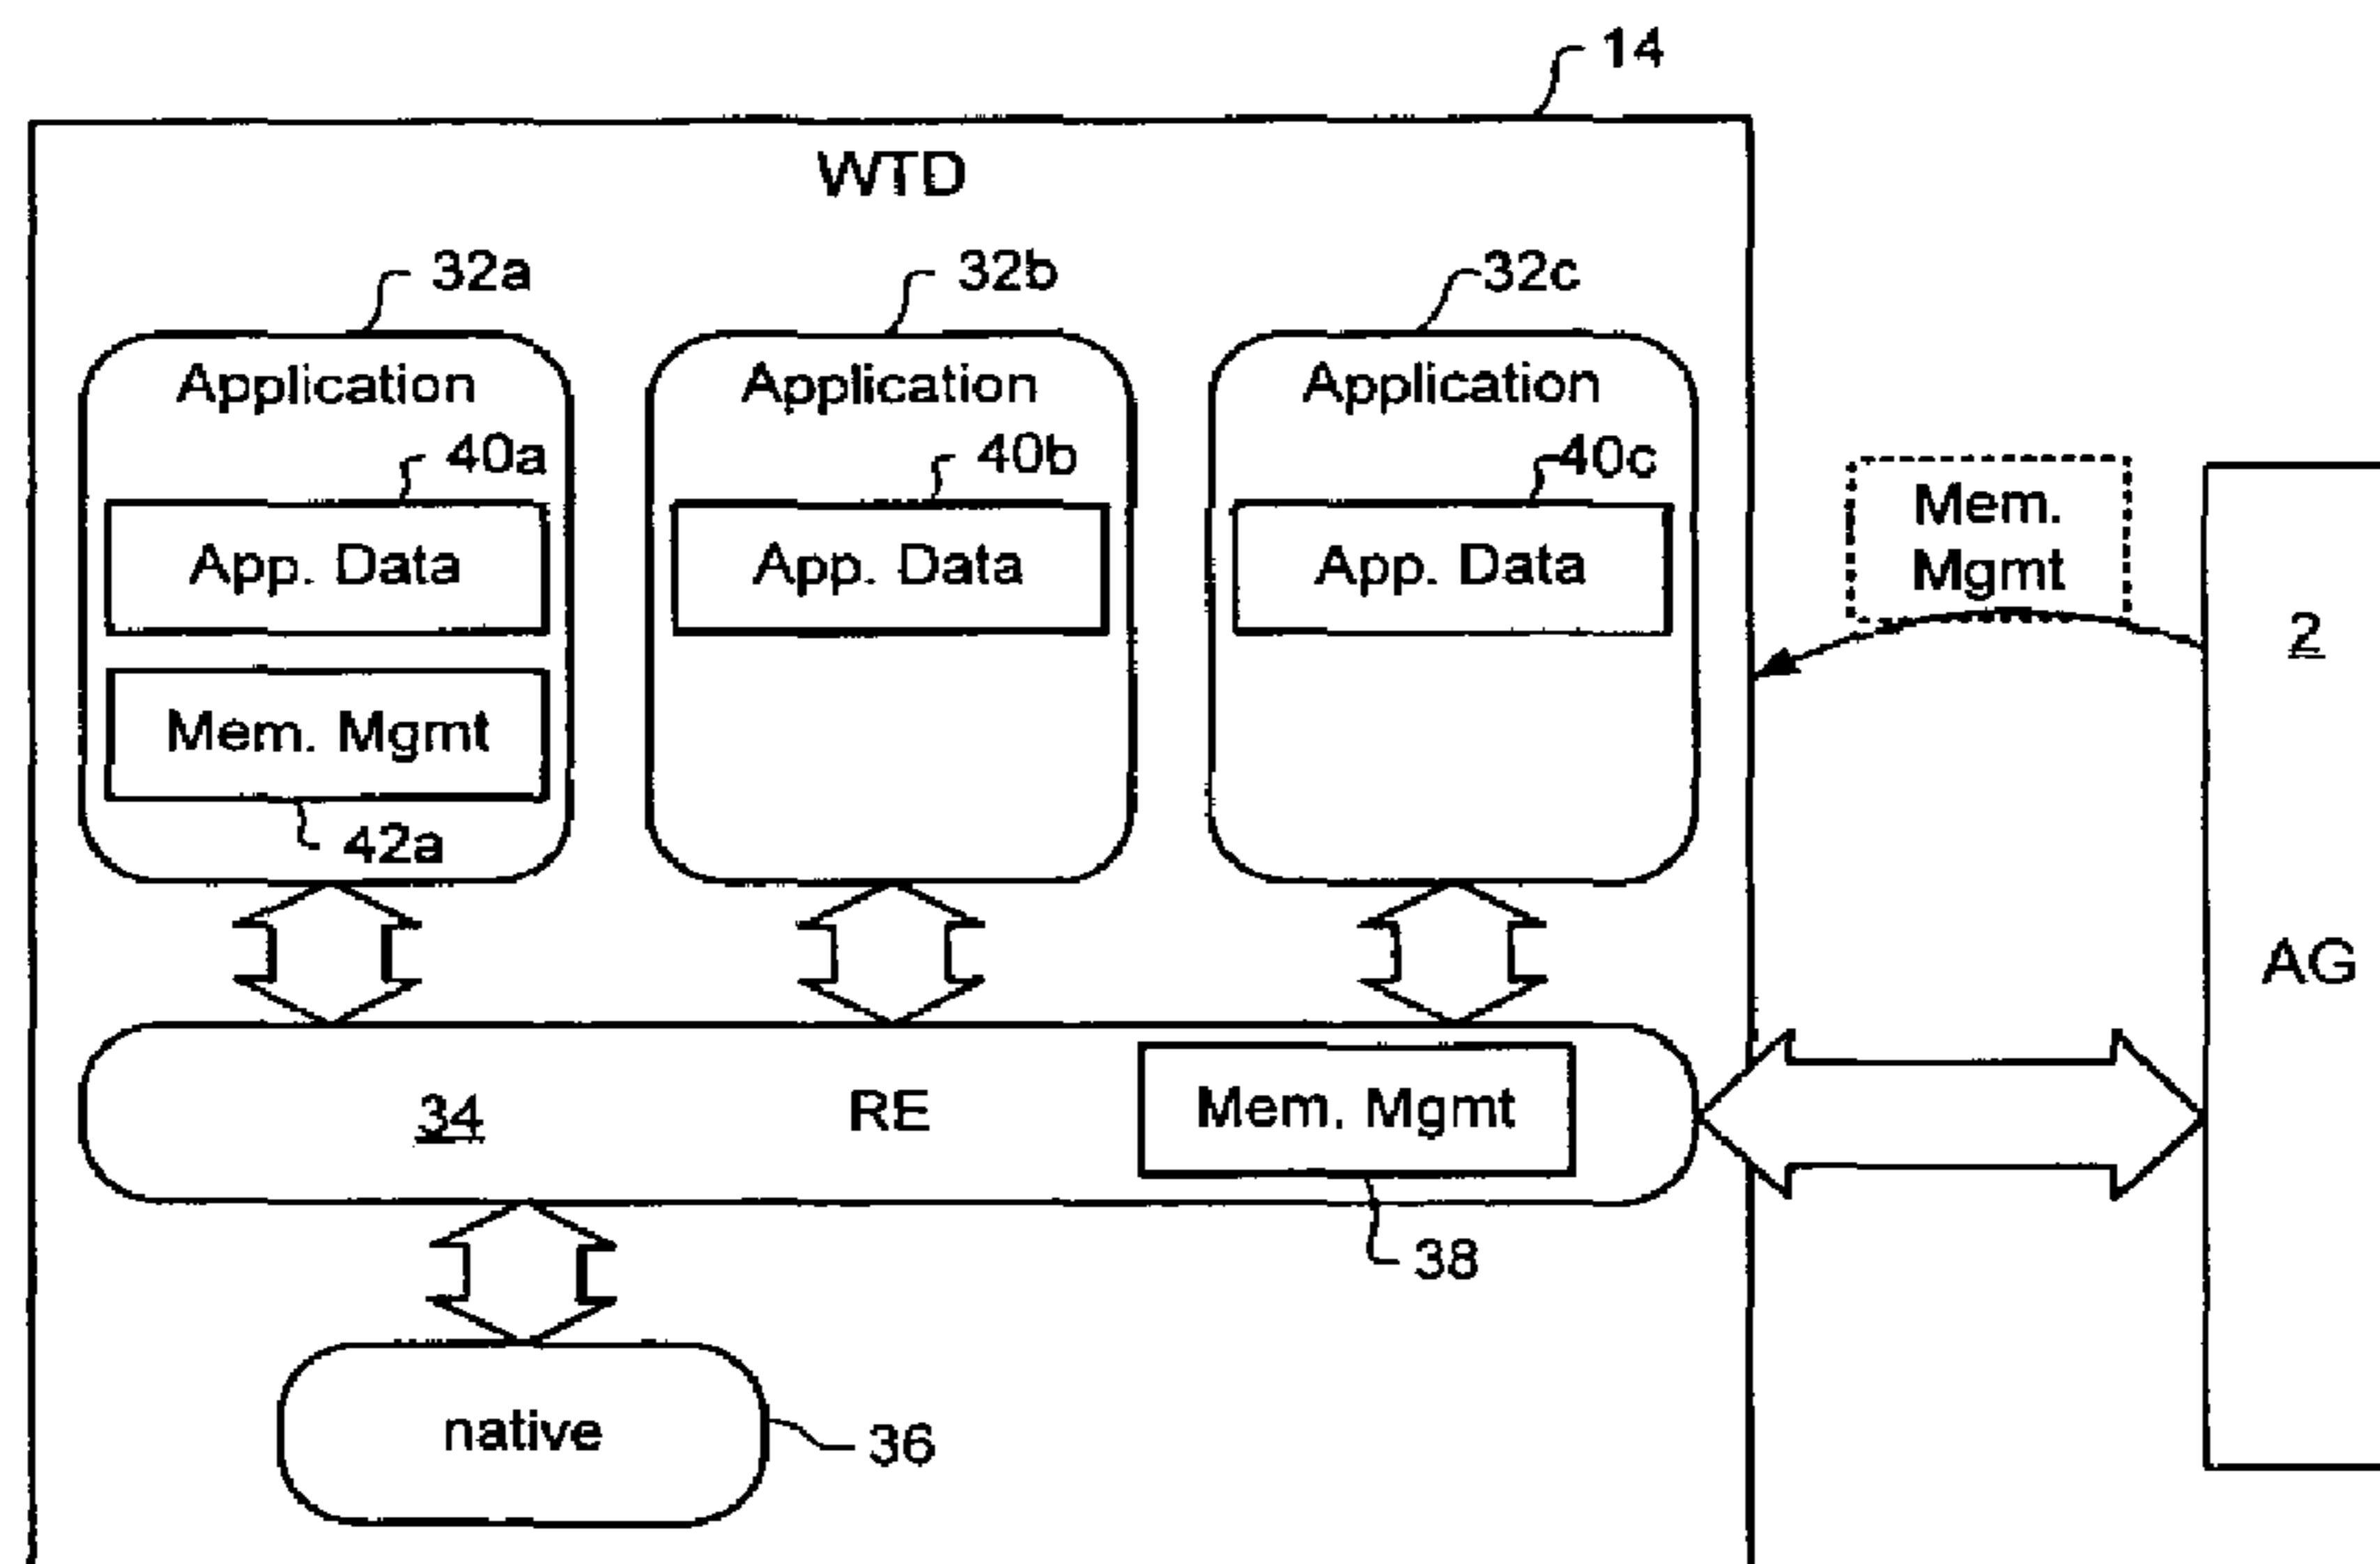 14
WTD
32a
32b
32c
Application
Application
Application
40a
40b
40c
App. Data
App. Data
App. Data
Mem.
Mgmt
2
Mem. Mgmt
42a
AG
34
RE
Mem. Mgmt
38
native
36